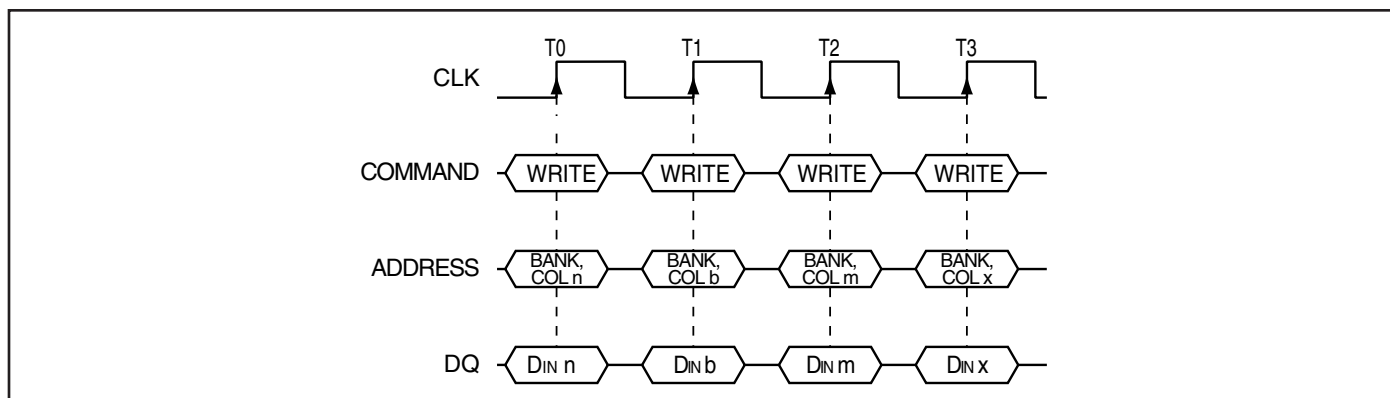 T0 T1 T2 T3
CLK
COMMAND WRITE WRITE WRITE WRITE
ADDRESS BANK, COL n BANK, COL b BANK, COL m BANK, COL x
DQ DIN n DIN b DIN m DIN x